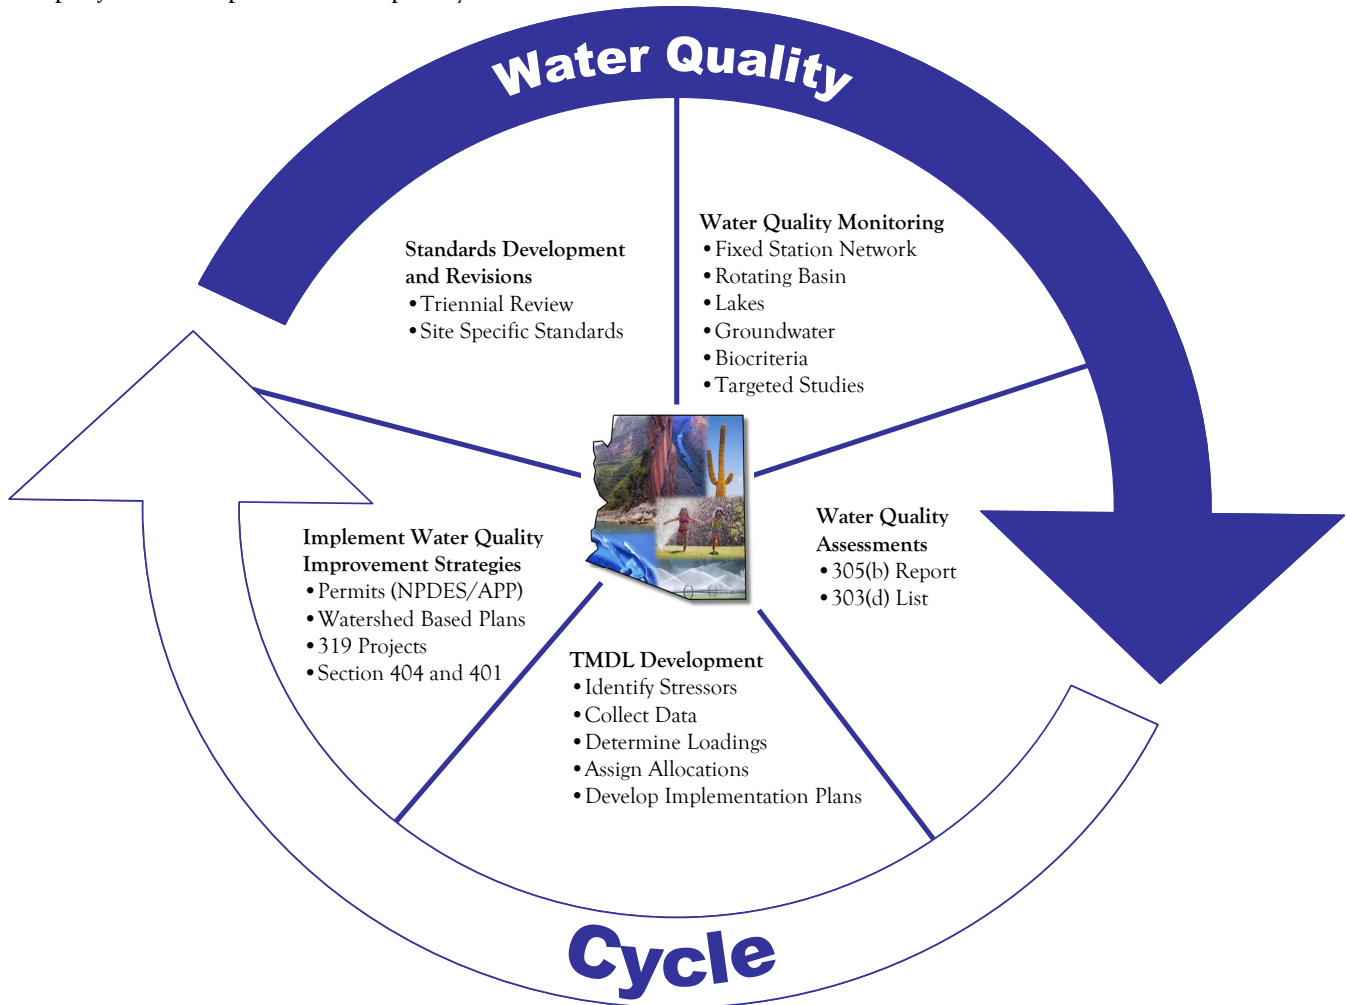 Water Quality
Standards Development
and Revisions
•Triennial Review
•Site Specific Standards
Water Quality Monitoring
•Fixed Station Network
•Rotating Basin
•Lakes
•Groundwater
•Biocriteria
•Targeted Studies
Water Quality
Assessments
•305(b) Report
•303(d) List
TMDL Development
•Identify Stressors
•Collect Data
•Determine Loadings
•Assign Allocations
•Develop Implementation Plans
Implement Water Quality
Improvement Strategies
•Permits (NPDES/APP)
•Watershed Based Plans
•319 Projects
•Section 404 and 401
Cycle